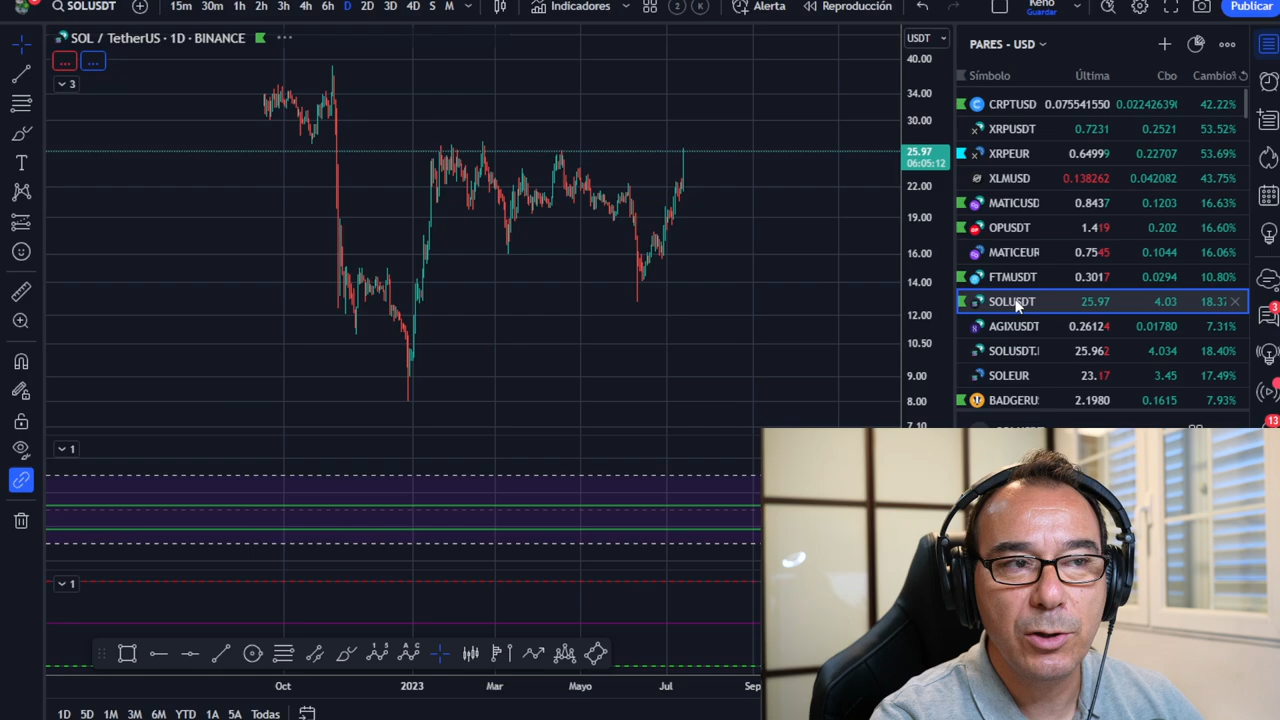 SOLUSDT 15m 30m 1h 2h 3h 4h 6h D 2D 3D 4D S M Indicadores 2 Alerta Reproducción Keno Guardar Publicar
SOL / TetherUS · 1D · BINANCE
... ...
3
USDT
40.00
34.00
30.00
25.97
06:05:12
22.00
19.00
16.00
14.00
12.00
10.50
9.00
8.00
7.10
PARES - USD
Símbolo Última Cbo Cambio%
CRPTUSD 0.075541550 0.02242639 42.22%
XRPUSDT 0.7231 0.2521 53.52%
XRPEUR 0.6499 0.22707 53.69%
XLMUSD 0.138262 0.042082 43.75%
MATICUSD 0.8437 0.1203 16.63%
OPUSDT 1.419 0.202 16.60%
MATICEUR 0.7545 0.1044 16.06%
FTMUSDT 0.3017 0.0294 10.80%
SOLUSDT 25.97 4.03 18.37
AGIXUSDT 0.26124 0.01780 7.31%
SOLUSDT. 25.962 4.034 18.40%
SOLEUR 23.17 3.45 17.49%
BADGERU 2.1980 0.1615 7.93%
3
13
1
1
Oct 2023 Mar Mayo Jul Sep
1D 5D 1M 3M 6M YTD 1A 5A Todas